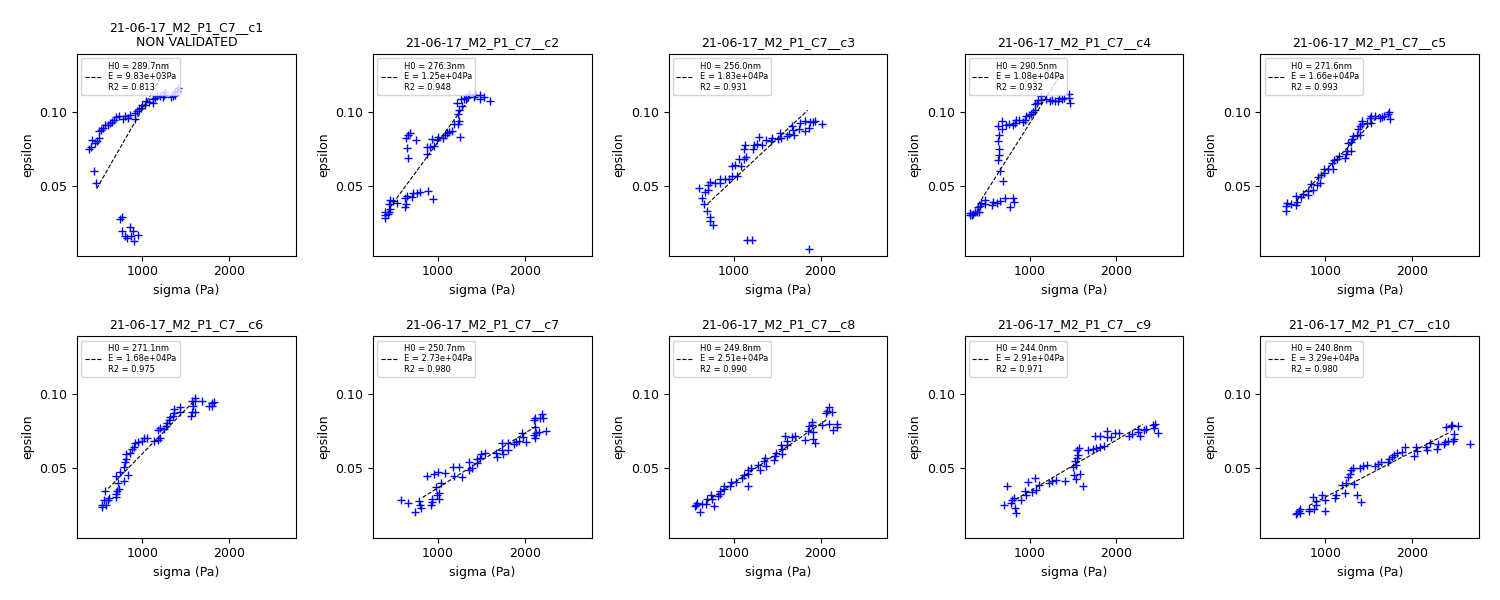 21-06-17_M2_P1_C7__c1
NON VALIDATED
H0 = 289.7nm
E = 9.83e+03Pa
R2 = 0.813
0.10
0.05
epsilon
1000
2000
sigma (Pa)
21-06-17_M2_P1_C7__c2
H0 = 276.3nm
E = 1.25e+04Pa
R2 = 0.948
0.10
0.05
epsilon
1000
2000
sigma (Pa)
21-06-17_M2_P1_C7__c3
H0 = 256.0nm
E = 1.83e+04Pa
R2 = 0.931
0.10
0.05
epsilon
1000
2000
sigma (Pa)
21-06-17_M2_P1_C7__c4
H0 = 290.5nm
E = 1.08e+04Pa
R2 = 0.932
0.10
0.05
epsilon
1000
2000
sigma (Pa)
21-06-17_M2_P1_C7__c5
H0 = 271.6nm
E = 1.66e+04Pa
R2 = 0.993
0.10
0.05
epsilon
1000
2000
sigma (Pa)
21-06-17_M2_P1_C7__c6
H0 = 271.1nm
E = 1.68e+04Pa
R2 = 0.975
0.10
0.05
epsilon
1000
2000
sigma (Pa)
21-06-17_M2_P1_C7__c7
H0 = 250.7nm
E = 2.73e+04Pa
R2 = 0.980
0.10
0.05
epsilon
1000
2000
sigma (Pa)
21-06-17_M2_P1_C7__c8
H0 = 249.8nm
E = 2.51e+04Pa
R2 = 0.990
0.10
0.05
epsilon
1000
2000
sigma (Pa)
21-06-17_M2_P1_C7__c9
H0 = 244.0nm
E = 2.91e+04Pa
R2 = 0.971
0.10
0.05
epsilon
1000
2000
sigma (Pa)
21-06-17_M2_P1_C7__c10
H0 = 240.8nm
E = 3.29e+04Pa
R2 = 0.980
0.10
0.05
epsilon
1000
2000
sigma (Pa)